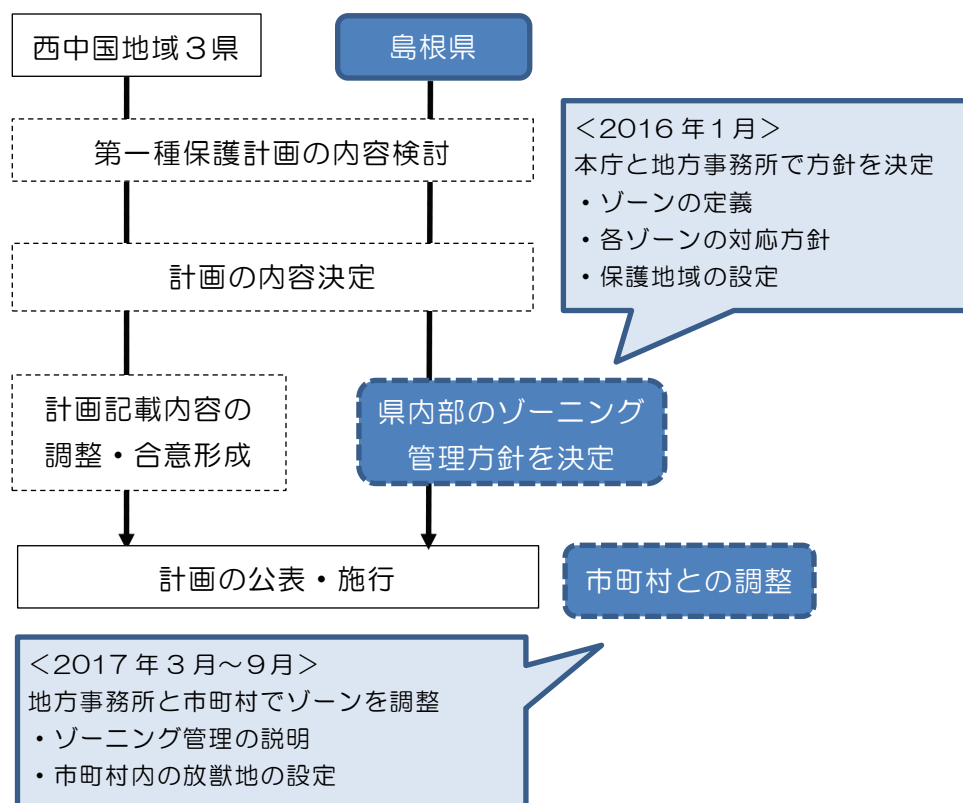 西中国地域３県
島根県
第一種保護計画の内容検討
＜2016年１月＞
本庁と地方事務所で方針を決定
・ゾーンの定義
・各ゾーンの対応方針
・保護地域の設定
計画の内容決定
計画記載内容の
調整・合意形成
県内部のゾーニング
管理方針を決定
計画の公表・施行
市町村との調整
＜2017年３月～９月＞
地方事務所と市町村でゾーンを調整
・ゾーニング管理の説明
・市町村内の放獣地の設定